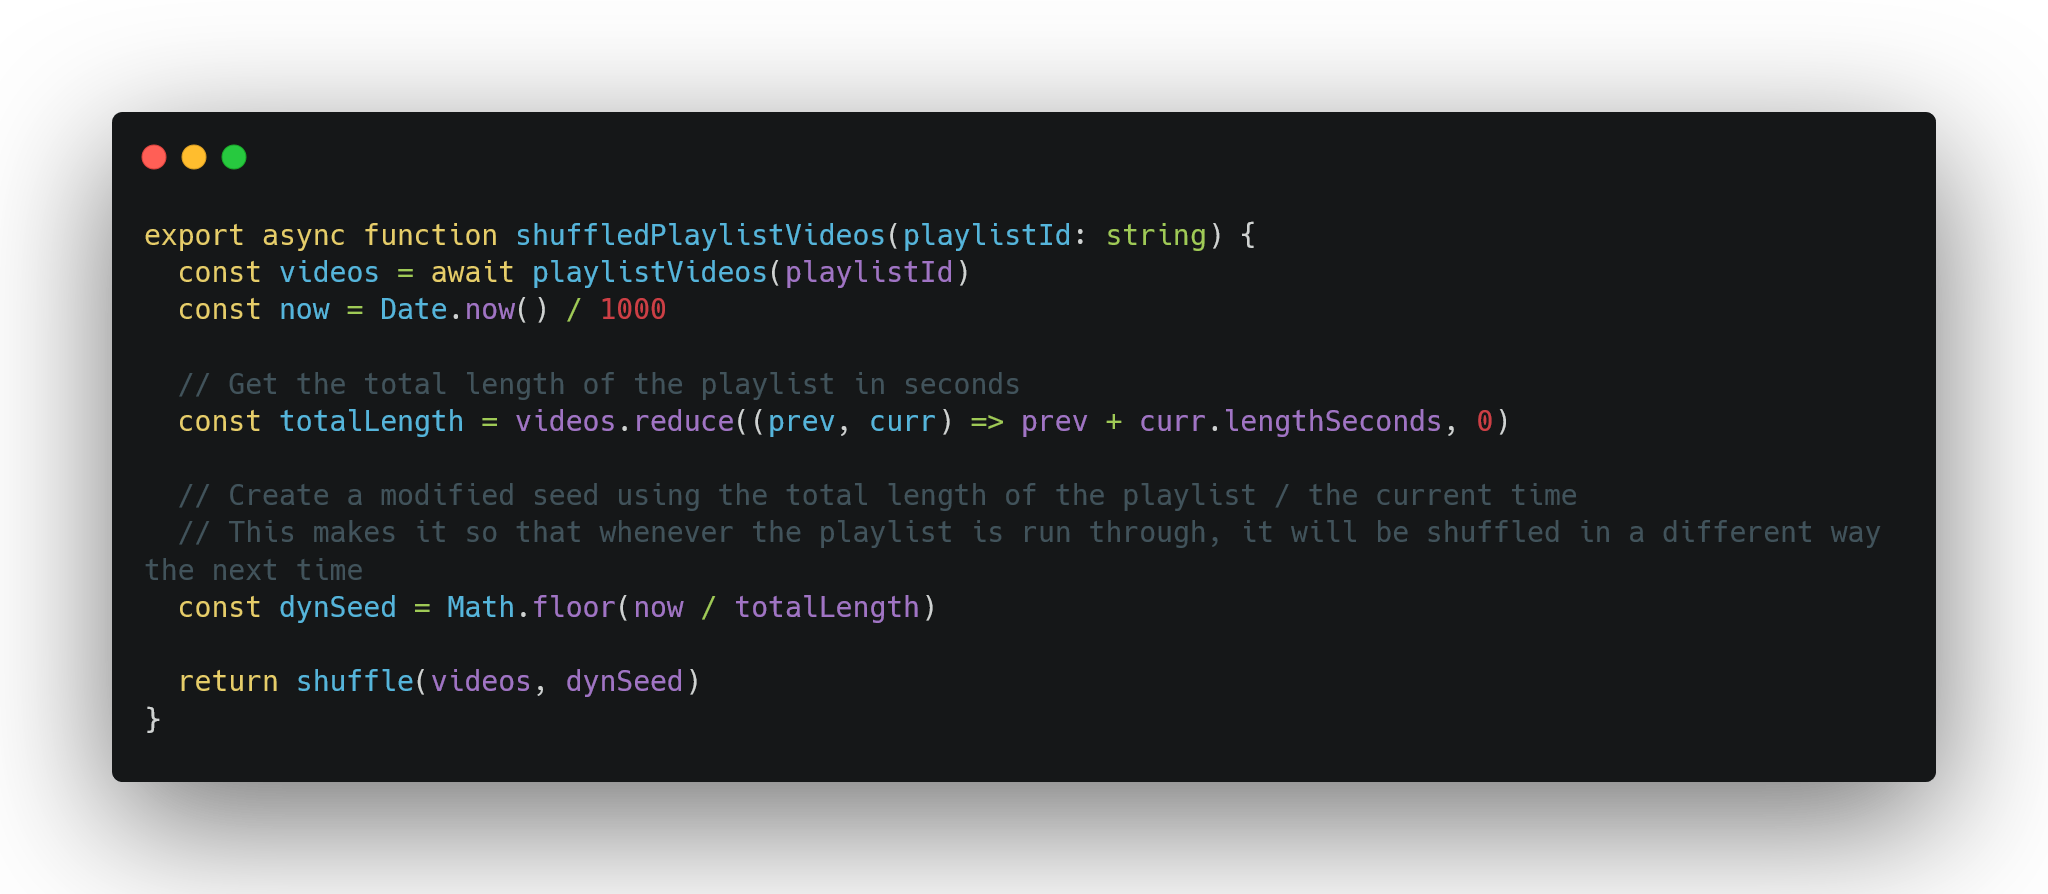 export async function shuffledPlaylistVideos(playlistId: string) {
  const videos = await playlistVideos(playlistId)
  const now = Date.now() / 1000

  // Get the total length of the playlist in seconds
  const totalLength = videos.reduce((prev, curr) => prev + curr.lengthSeconds, 0)

  // Create a modified seed using the total length of the playlist / the current time
  // This makes it so that whenever the playlist is run through, it will be shuffled in a different way
the next time
  const dynSeed = Math.floor(now / totalLength)

  return shuffle(videos, dynSeed)
}